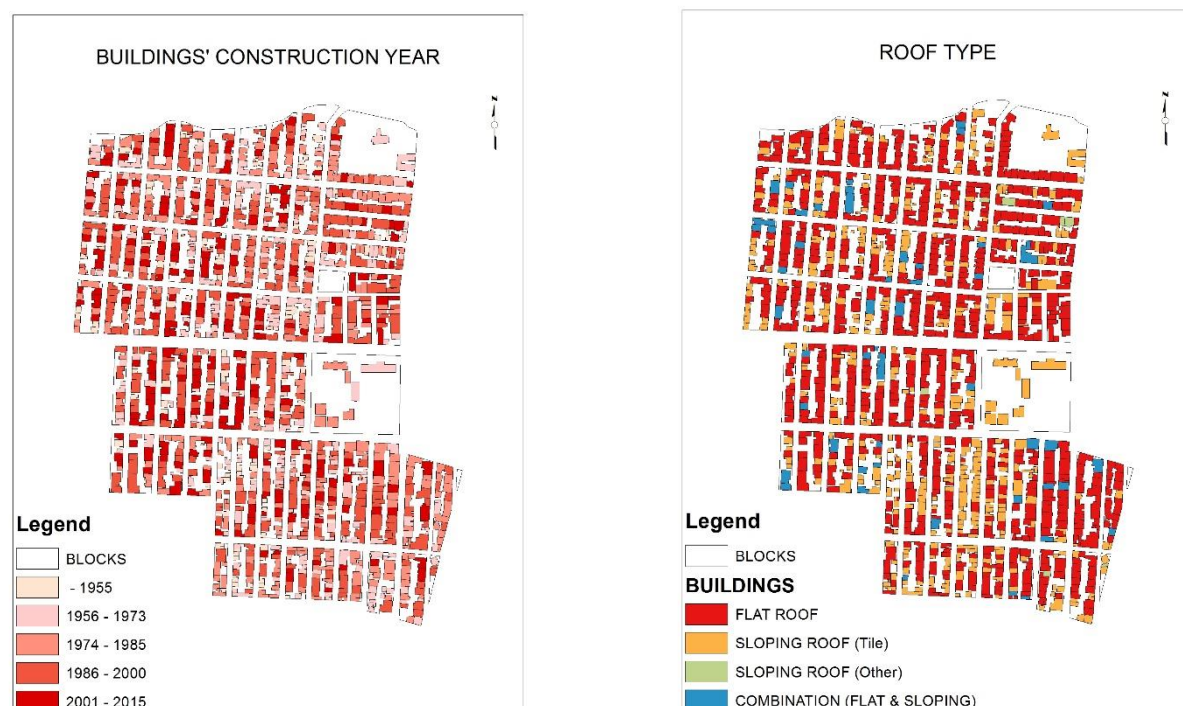 BUILDINGS' CONSTRUCTION YEAR
N
Legend
BLOCKS
- 1955
1956 - 1973
1974 - 1985
1986 - 2000
2001 - 2015
ROOF TYPE
N
Legend
BLOCKS
BUILDINGS
FLAT ROOF
SLOPING ROOF (Tile)
SLOPING ROOF (Other)
COMBINATION (FLAT & SLOPING)